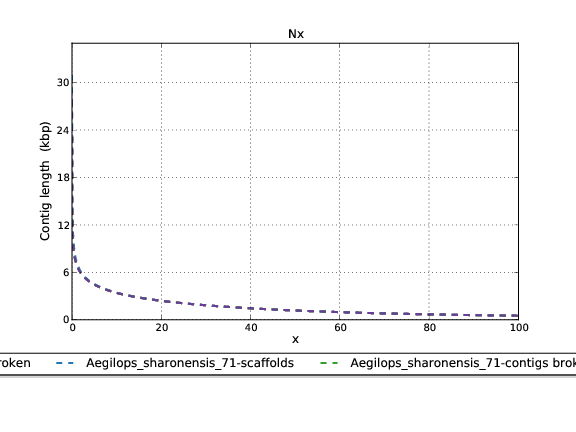 Nx
Contig length (kbp)
30
24
18
12
6
0
0 20 40 60 80 100
x
roken Aegilops_sharonensis_71-scaffolds Aegilops_sharonensis_71-contigs brok